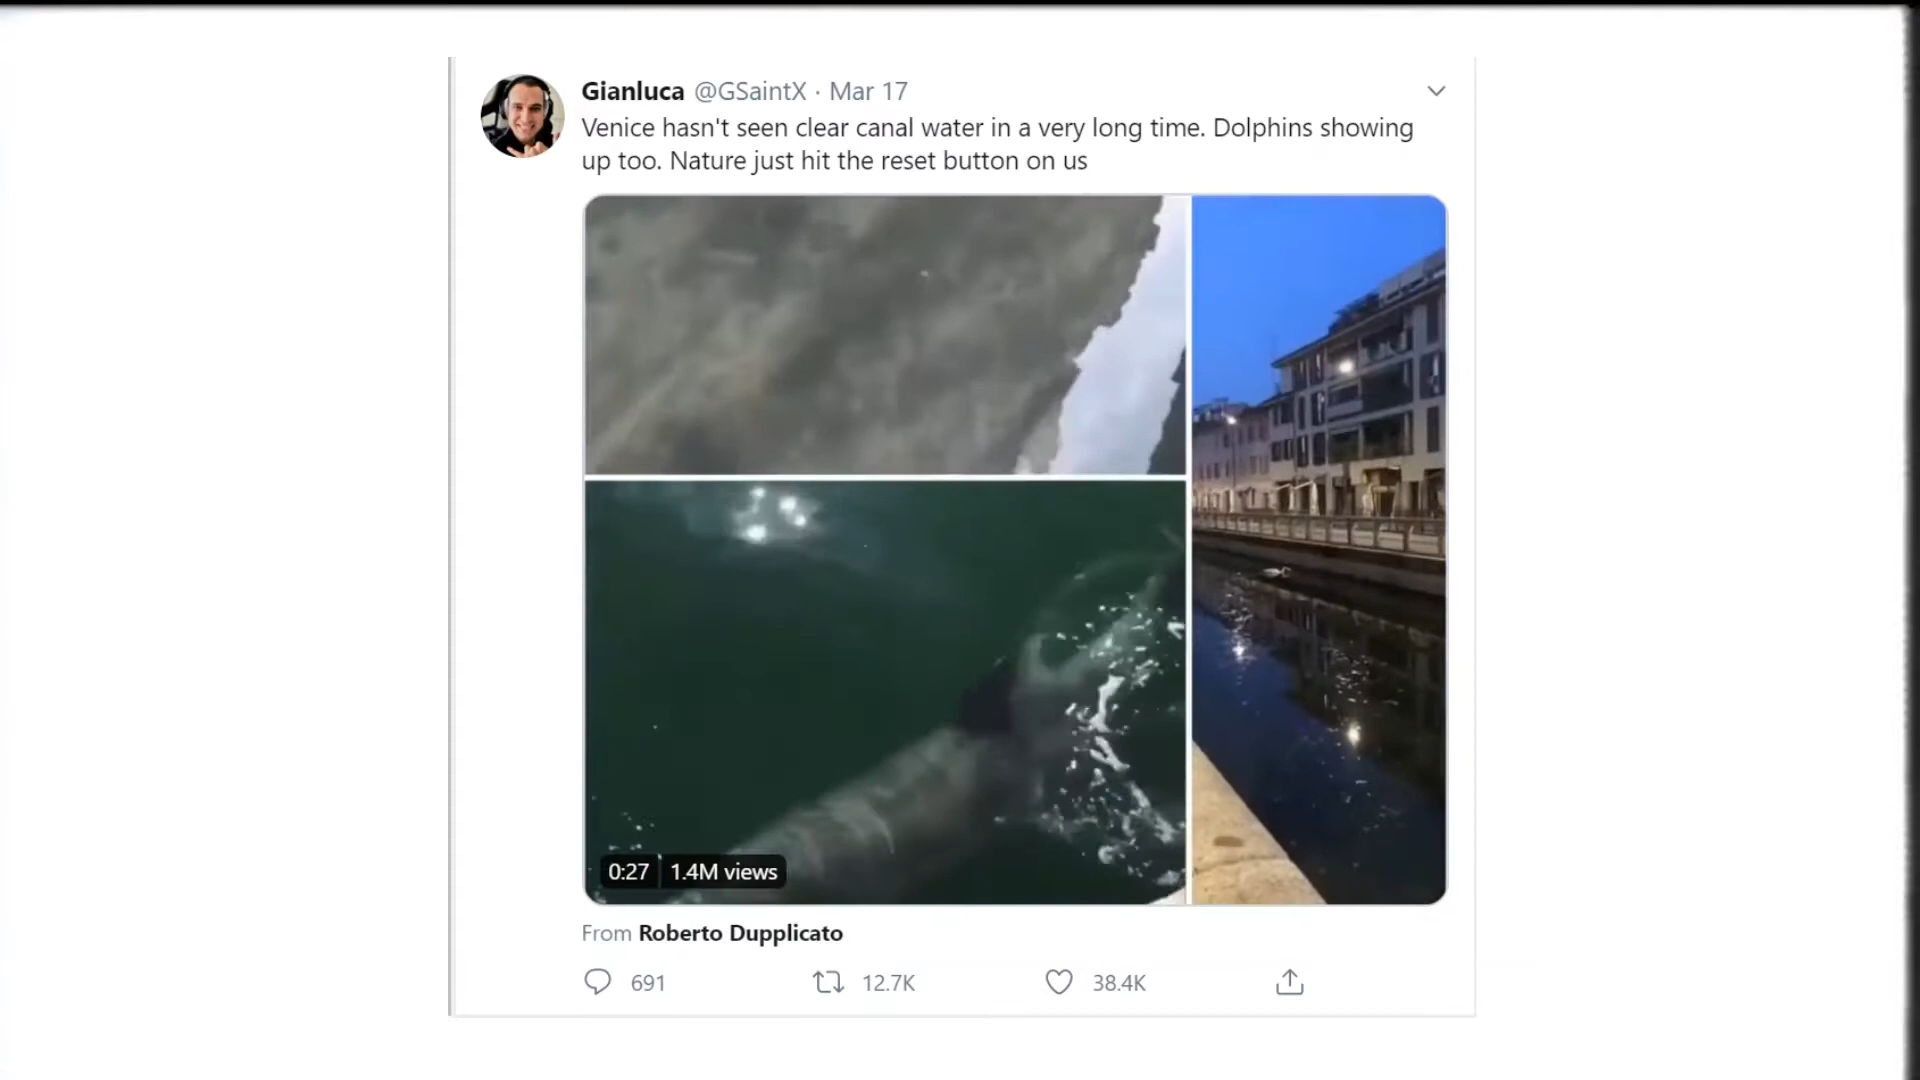 Gianluca @GSaintX · Mar 17
Venice hasn't seen clear canal water in a very long time. Dolphins showing
up too. Nature just hit the reset button on us
0:27 1.4M views
From Roberto Dupplicato
691 12.7K 38.4K